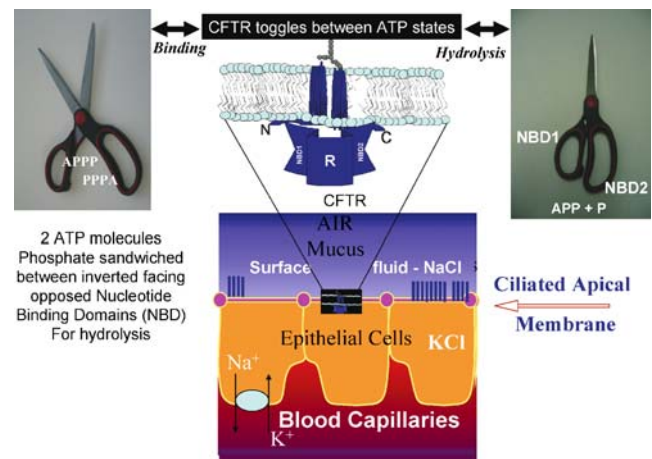 CFTR toggles between ATP states
Binding
Hydrolysis
APPP
PPPA
NBD1
NBD2
APP + P
N
C
NBD1
R
NBD2
CFTR
2 ATP molecules
Phosphate sandwiched
between inverted facing
opposed Nucleotide
Binding Domains (NBD)
For hydrolysis
AIR
Mucus
Surface fluid - NaCl
Ciliated Apical
Membrane
Epithelial Cells
KCl
Na⁺
Blood Capillaries
K⁺